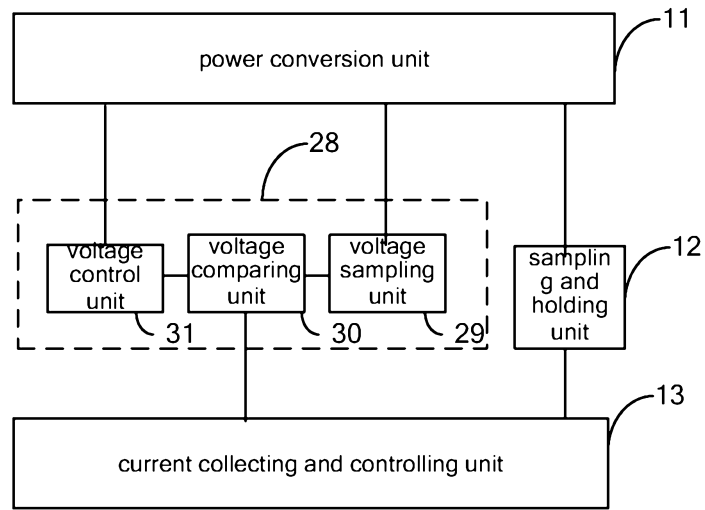 11
power conversion unit
28
voltage
control
unit
voltage
comparing
unit
voltage
sampling
unit
samplin
g and
holding
unit
12
31
30
29
13
current collecting and controlling unit